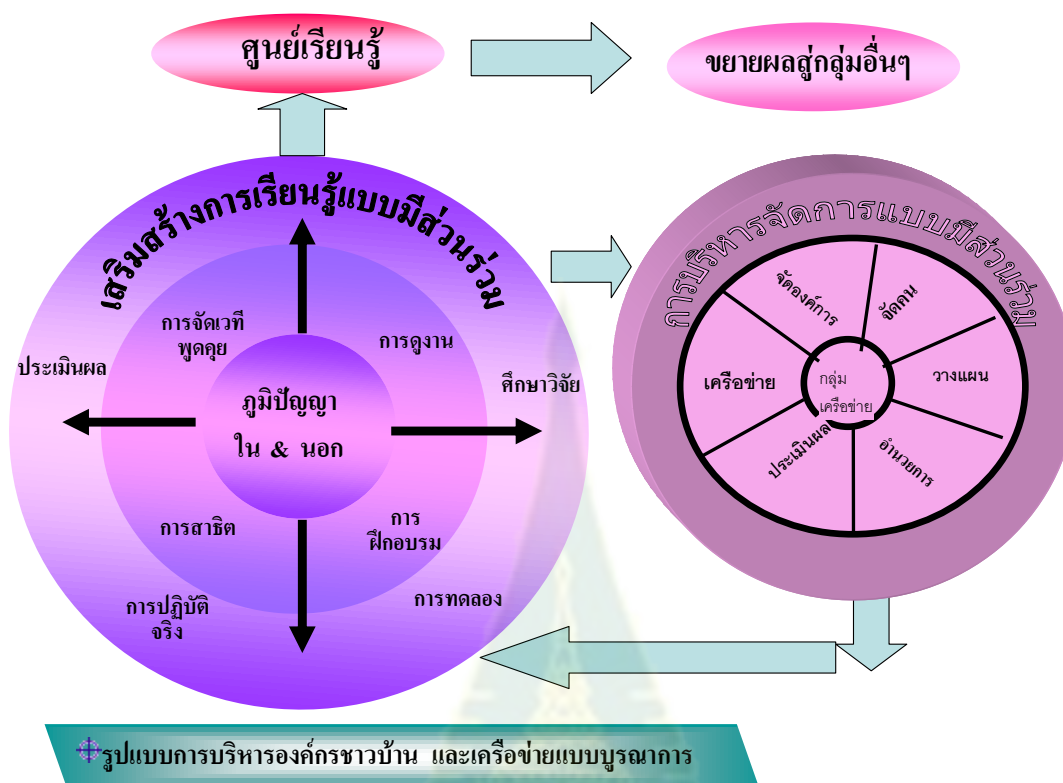 ศูนย์เรียนรู้
ขยายผลสู่กลุ่มอื่นๆ
เสริมสร้างการเรียนรู้แบบมีส่วนร่วม
การจัดเวที
พูดคุย
การดูงาน
ประเมินผล
ศึกษาวิจัย
ภูมิปัญญา
ใน & นอก
การสาธิต
การ
ฝึกอบรม
การปฏิบัติ
จริง
การทดลอง
การบริหารจัดการแบบมีส่วนร่วม
จัดองค์การ
จัดคน
เครือข่าย
วางแผน
กลุ่ม
เครือข่าย
ประเมินผล
อำนวยการ
รูปแบบการบริหารองค์กรชาวบ้าน และเครือข่ายแบบบูรณาการ